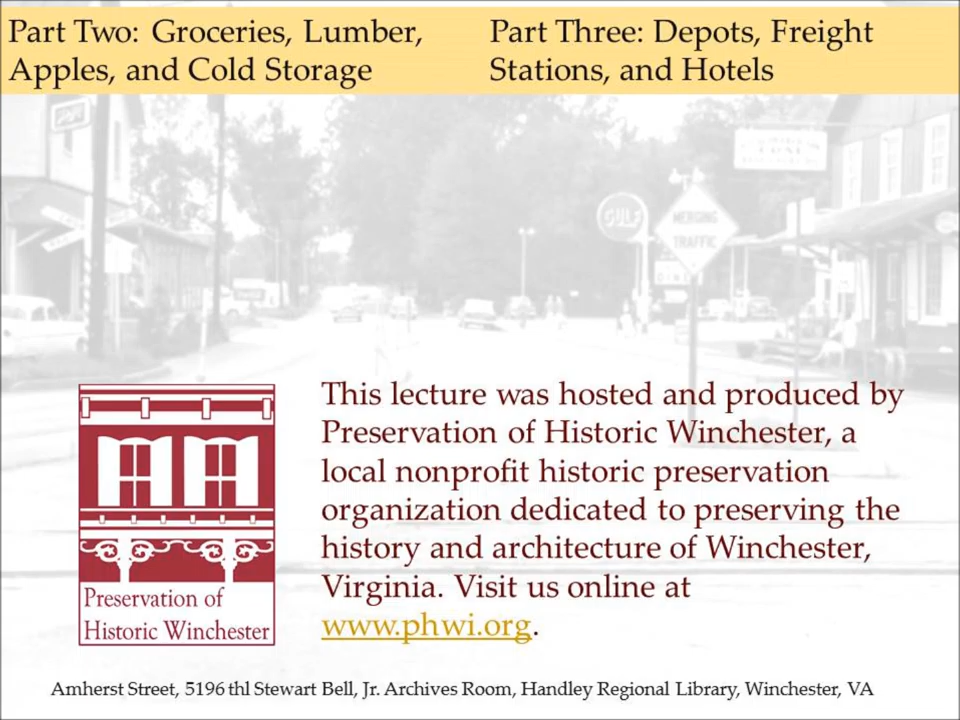 Part Two: Groceries, Lumber,
Apples, and Cold Storage
Part Three: Depots, Freight
Stations, and Hotels
GULF
MERGING
TRAFFIC
This lecture was hosted and produced by
Preservation of Historic Winchester, a
local nonprofit historic preservation
organization dedicated to preserving the
history and architecture of Winchester,
Virginia. Visit us online at
www.phwi.org.
Preservation of
Historic Winchester
Amherst Street, 5196 thl Stewart Bell, Jr. Archives Room, Handley Regional Library, Winchester, VA